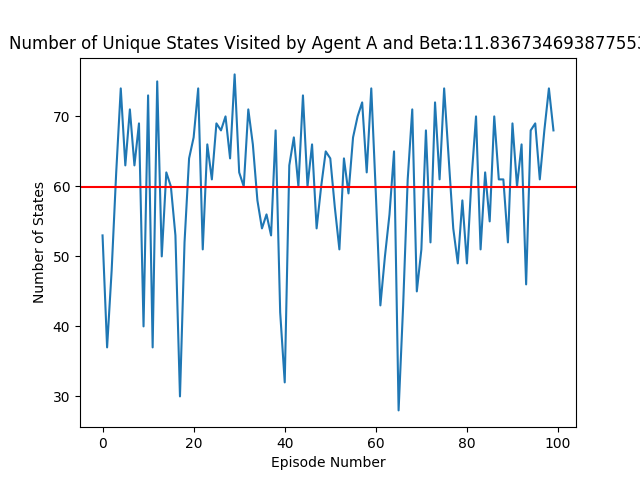 Number of Unique States Visited by Agent A and Beta:11.836734693877553
70
60
50
40
30
Number of States
0 20 40 60 80 100
Episode Number